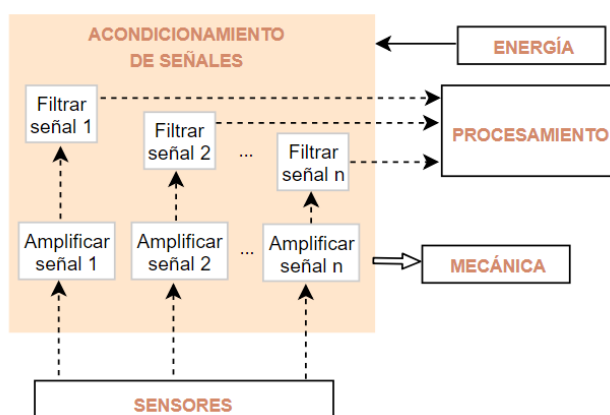 ACONDICIONAMIENTO
DE SEÑALES
ENERGÍA
Filtrar
señal 1
Filtrar
señal 2
...
Filtrar
señal n
PROCESAMIENTO
Amplificar
señal 1
Amplificar
señal 2
...
Amplificar
señal n
MECÁNICA
SENSORES